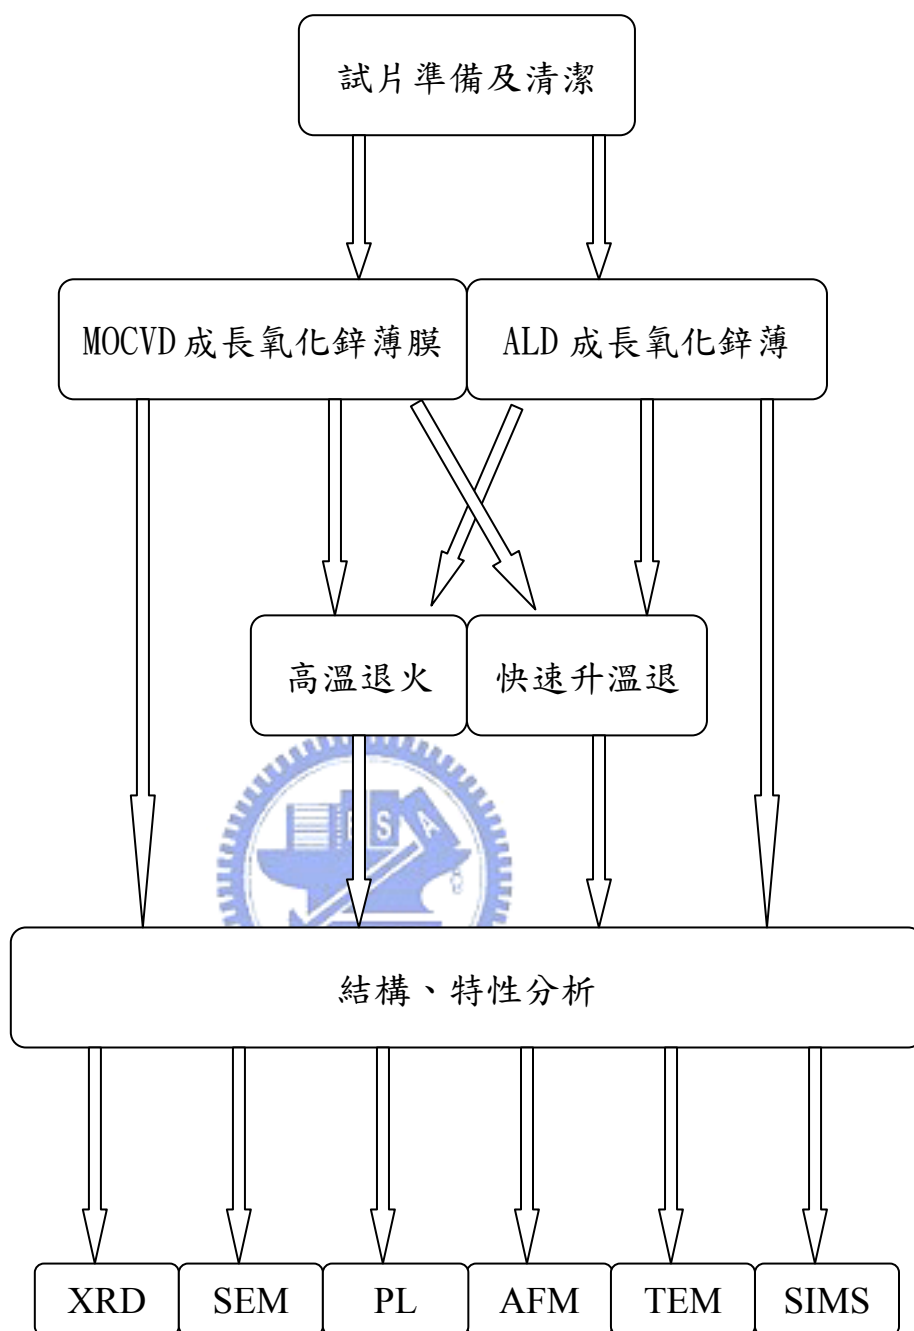 試片準備及清潔
MOCVD 成長氧化鋅薄膜
ALD 成長氧化鋅薄
高溫退火
快速升溫退
結構、特性分析
XRD
SEM
PL
AFM
TEM
SIMS